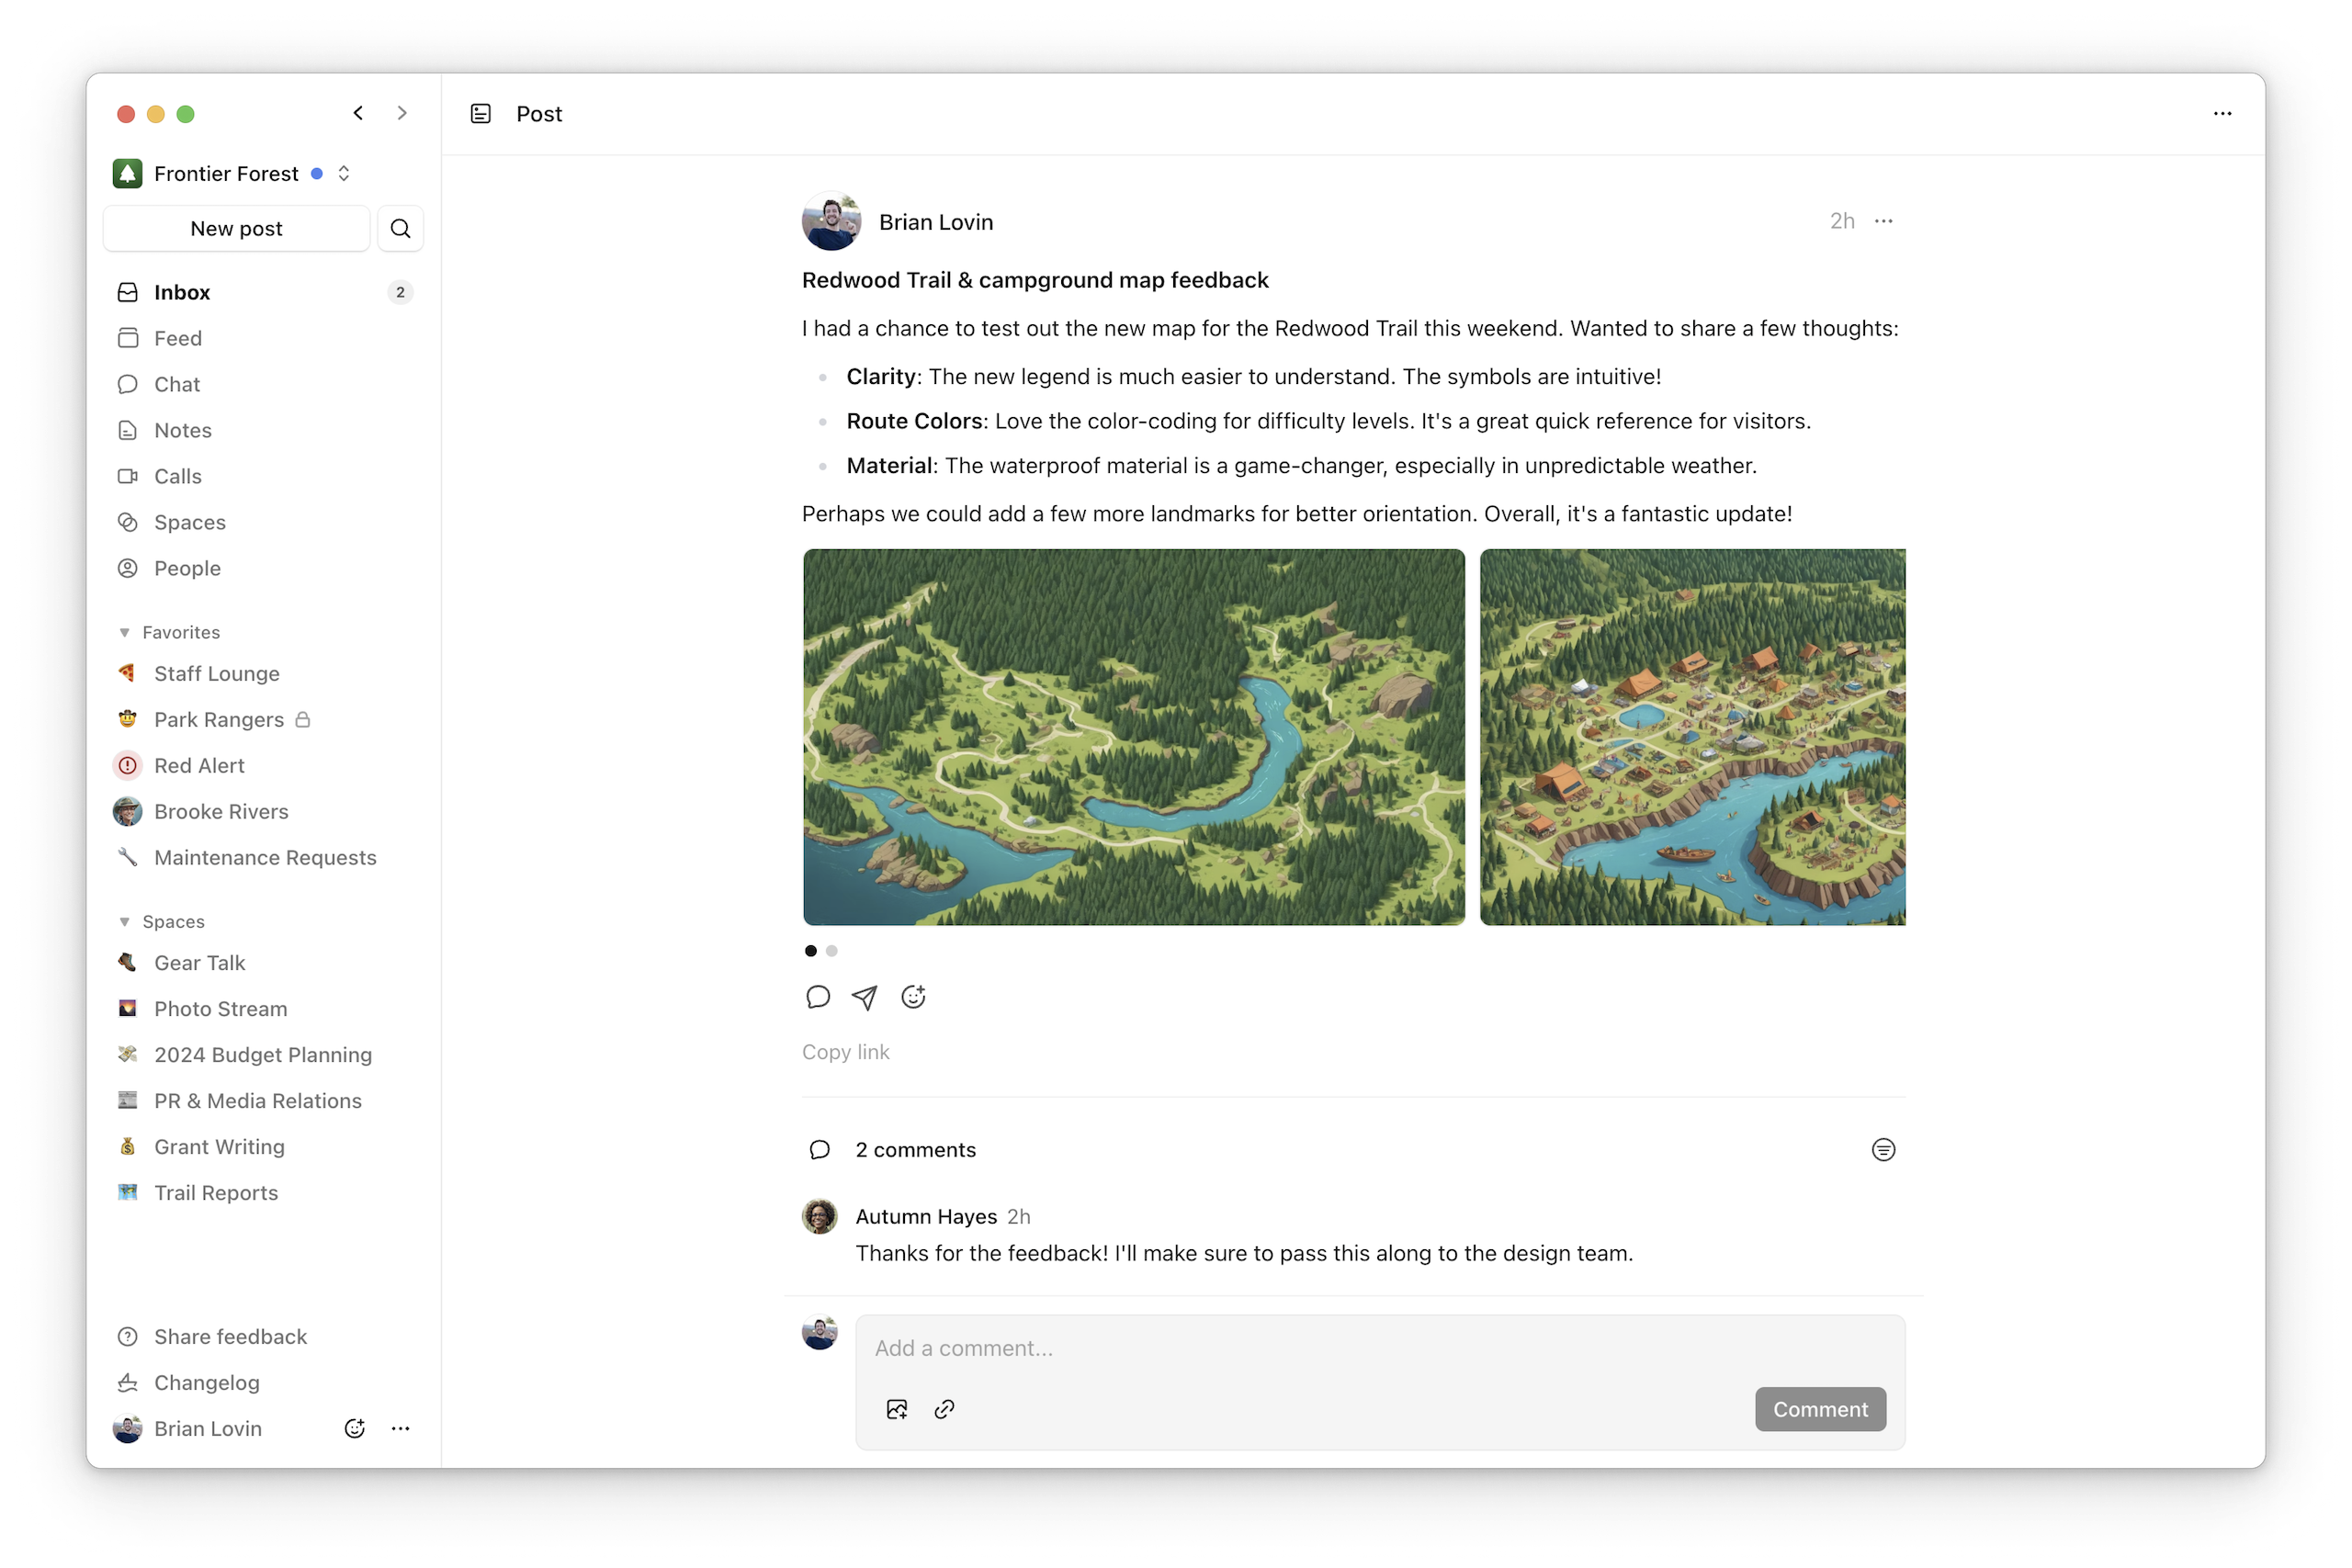 Post
Frontier Forest
New post
Inbox 2
Feed
Chat
Notes
Calls
Spaces
People
Favorites
Staff Lounge
Park Rangers
Red Alert
Brooke Rivers
Maintenance Requests
Spaces
Gear Talk
Photo Stream
2024 Budget Planning
PR & Media Relations
Grant Writing
Trail Reports
Share feedback
Changelog
Brian Lovin
Brian Lovin 2h
Redwood Trail & campground map feedback
I had a chance to test out the new map for the Redwood Trail this weekend. Wanted to share a few thoughts:
Clarity: The new legend is much easier to understand. The symbols are intuitive!
Route Colors: Love the color-coding for difficulty levels. It's a great quick reference for visitors.
Material: The waterproof material is a game-changer, especially in unpredictable weather.
Perhaps we could add a few more landmarks for better orientation. Overall, it's a fantastic update!
Copy link
2 comments
Autumn Hayes 2h
Thanks for the feedback! I'll make sure to pass this along to the design team.
Add a comment...
Comment